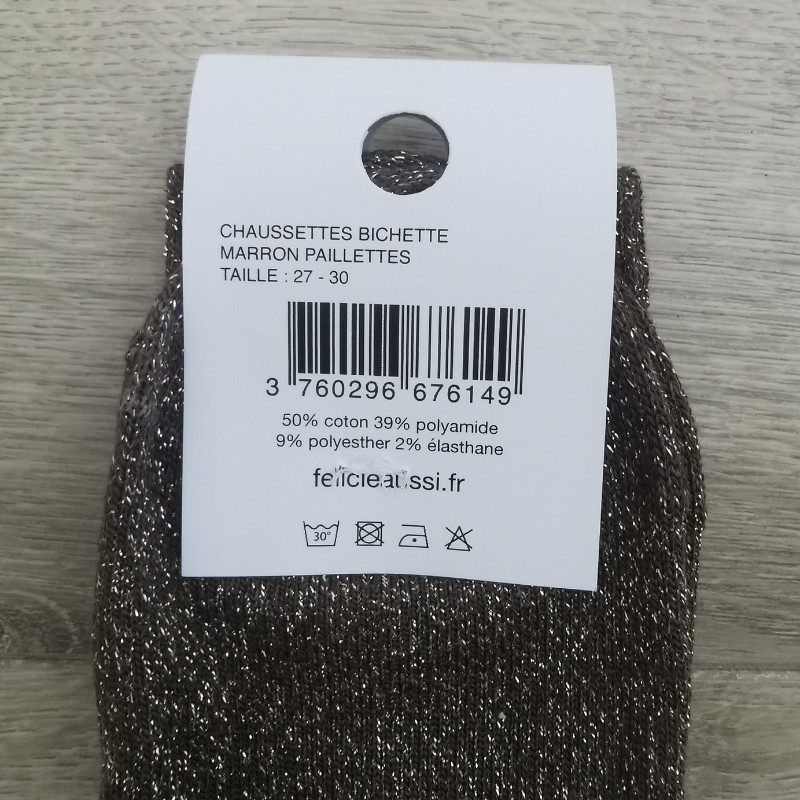 CHAUSSETTES BICHETTE
MARRON PAILLETTES
TAILLE : 27 - 30
3 760296 676149
50% coton 39% polyamide
9% polyesther 2% élasthane
felicieaussi.fr
30°